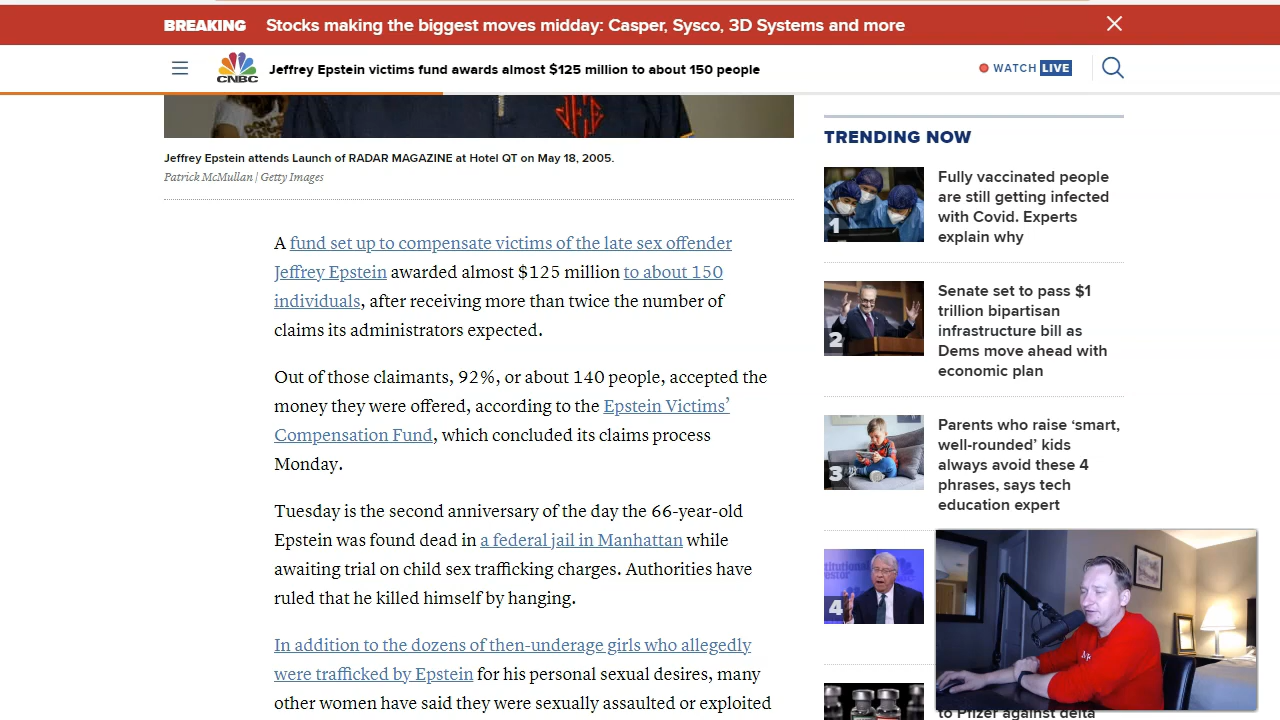 BREAKING Stocks making the biggest moves midday: Casper, Sysco, 3D Systems and more
CNBC
Jeffrey Epstein victims fund awards almost $125 million to about 150 people
WATCH LIVE
Jeffrey Epstein attends Launch of RADAR MAGAZINE at Hotel QT on May 18, 2005.
Patrick McMullan | Getty Images
A fund set up to compensate victims of the late sex offender
Jeffrey Epstein awarded almost $125 million to about 150
individuals, after receiving more than twice the number of
claims its administrators expected.
Out of those claimants, 92%, or about 140 people, accepted the
money they were offered, according to the Epstein Victims’
Compensation Fund, which concluded its claims process
Monday.
Tuesday is the second anniversary of the day the 66-year-old
Epstein was found dead in a federal jail in Manhattan while
awaiting trial on child sex trafficking charges. Authorities have
ruled that he killed himself by hanging.
In addition to the dozens of then-underage girls who allegedly
were trafficked by Epstein for his personal sexual desires, many
other women have said they were sexually assaulted or exploited
TRENDING NOW
1
Fully vaccinated people
are still getting infected
with Covid. Experts
explain why
2
Senate set to pass $1
trillion bipartisan
infrastructure bill as
Dems move ahead with
economic plan
3
Parents who raise ‘smart,
well-rounded’ kids
always avoid these 4
phrases, says tech
education expert
4
to Pfizer against delta